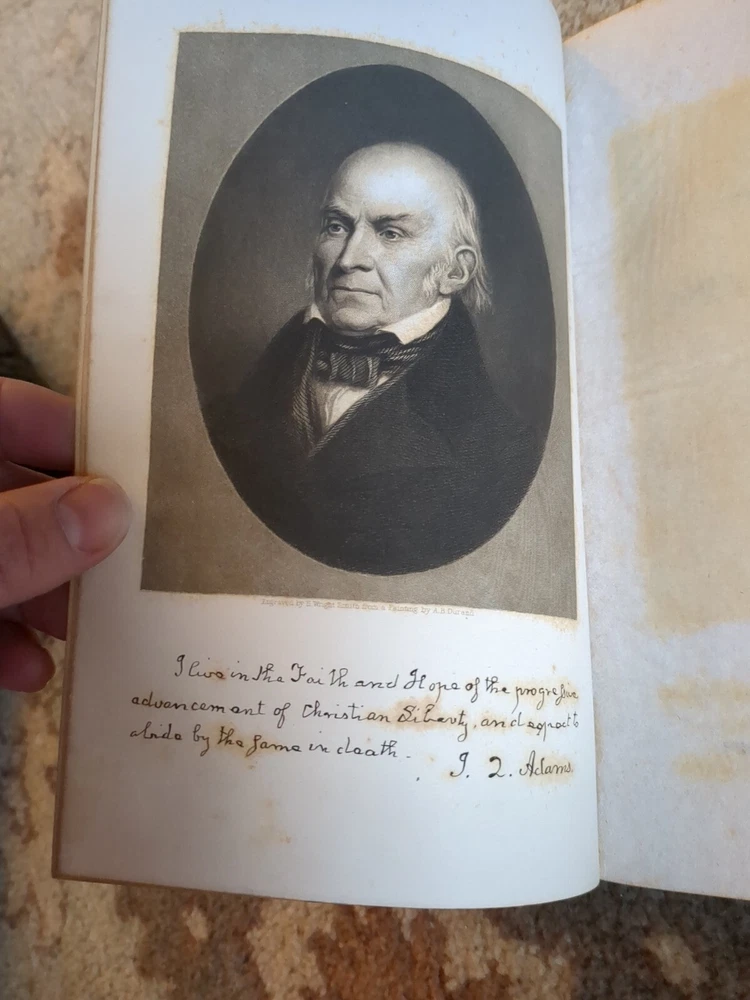 Engraved by H Wright Smith from a Painting by A B Durand
I live in the Faith and Hope of the progressive
advancement of Christian Liberty, and expect to
abide by the same in death.
J. Q. Adams.